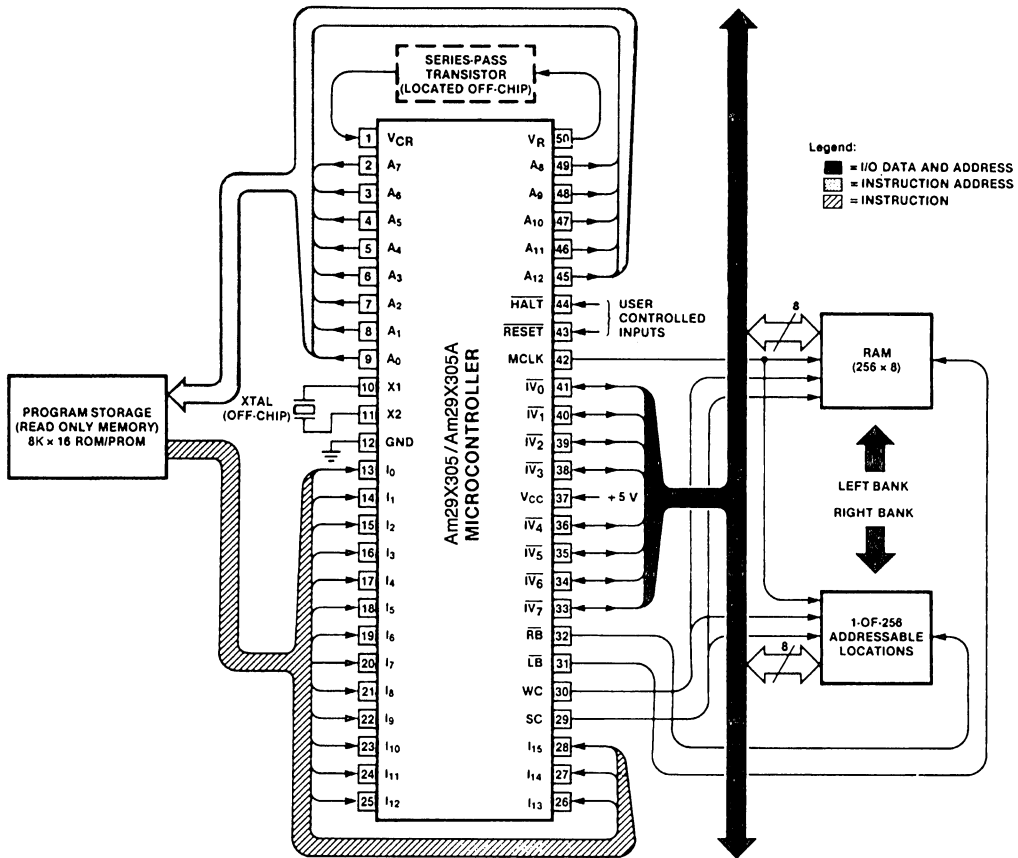 SERIES-PASS
TRANSISTOR
(LOCATED OFF-CHIP)
1 VCR VR 50
2 A7 A8 49
3 A6 A9 48
4 A5 A10 47
5 A4 A11 46
6 A3 A12 45
7 A2 HALT 44
8 A1 RESET 43
9 A0 MCLK 42
10 X1 IV0 41
11 X2 IV1 40
12 GND IV2 39
13 I0 IV3 38
14 I1 VCC 37
15 I2 IV4 36
16 I3 IV5 35
17 I4 IV6 34
18 I5 IV7 33
19 I6 RB 32
20 I7 LB 31
21 I8 WC 30
22 I9 SC 29
23 I10 I15 28
24 I11 I14 27
25 I12 I13 26
Am29X305/Am29X305A
MICROCONTROLLER
USER
CONTROLLED
INPUTS
+5 V
XTAL
(OFF-CHIP)
PROGRAM STORAGE
(READ ONLY MEMORY)
8K × 16 ROM/PROM
Legend:
= I/O DATA AND ADDRESS
= INSTRUCTION ADDRESS
= INSTRUCTION
8
RAM
(256 × 8)
LEFT BANK
RIGHT BANK
8
1-OF-256
ADDRESSABLE
LOCATIONS